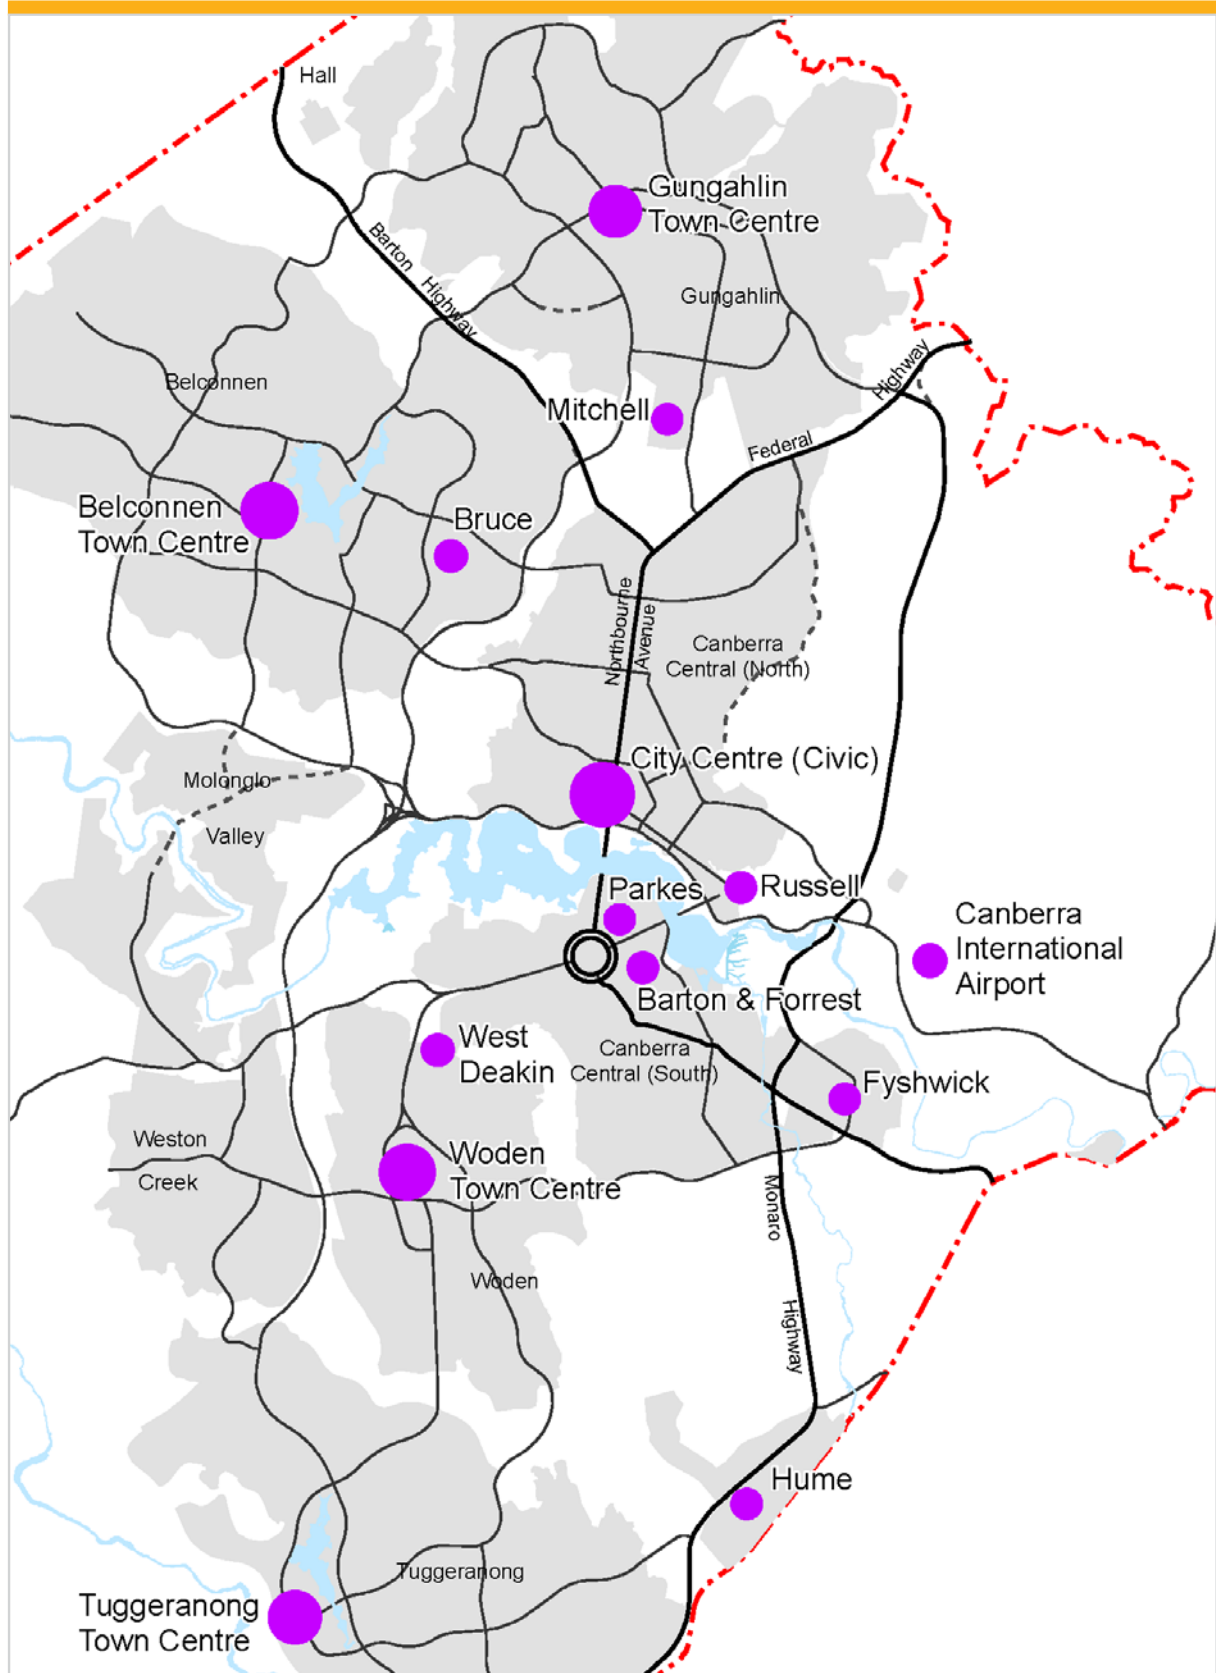 Hall
Gungahlin
Town Centre
Barton Highway
Gungahlin
Belconnen
Mitchell
Federal Highway
Belconnen
Town Centre
Bruce
Northbourne
Avenue
Canberra
Central (North)
City Centre (Civic)
Molonglo
Valley
Parkes
Russell
Canberra
International
Airport
Barton & Forrest
West
Deakin
Canberra
Central (South)
Fyshwick
Weston
Creek
Woden
Town Centre
Monaro Highway
Woden
Hume
Tuggeranong
Tuggeranong
Town Centre